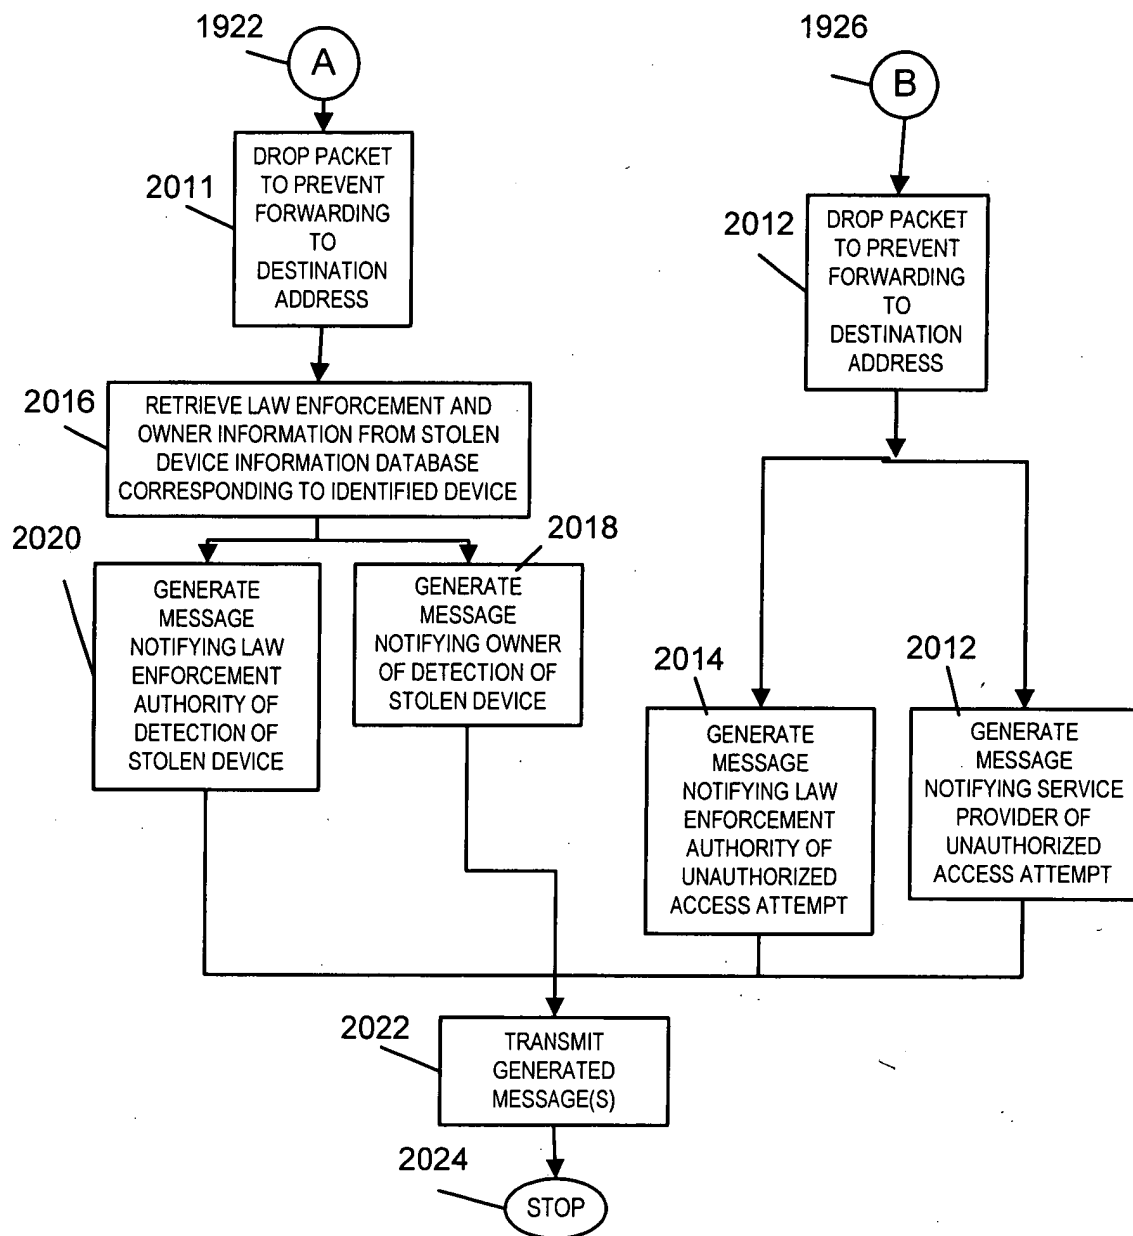 1922
A
1926
B
2011
DROP PACKET
TO PREVENT
FORWARDING
TO
DESTINATION
ADDRESS
2012
DROP PACKET
TO PREVENT
FORWARDING
TO
DESTINATION
ADDRESS
2016
RETRIEVE LAW ENFORCEMENT AND
OWNER INFORMATION FROM STOLEN
DEVICE INFORMATION DATABASE
CORRESPONDING TO IDENTIFIED DEVICE
2020
GENERATE
MESSAGE
NOTIFYING LAW
ENFORCEMENT
AUTHORITY OF
DETECTION OF
STOLEN DEVICE
2018
GENERATE
MESSAGE
NOTIFYING OWNER
OF DETECTION OF
STOLEN DEVICE
2014
GENERATE
MESSAGE
NOTIFYING LAW
ENFORCEMENT
AUTHORITY OF
UNAUTHORIZED
ACCESS ATTEMPT
2012
GENERATE
MESSAGE
NOTIFYING SERVICE
PROVIDER OF
UNAUTHORIZED
ACCESS ATTEMPT
2022
TRANSMIT
GENERATED
MESSAGE(S)
2024
STOP